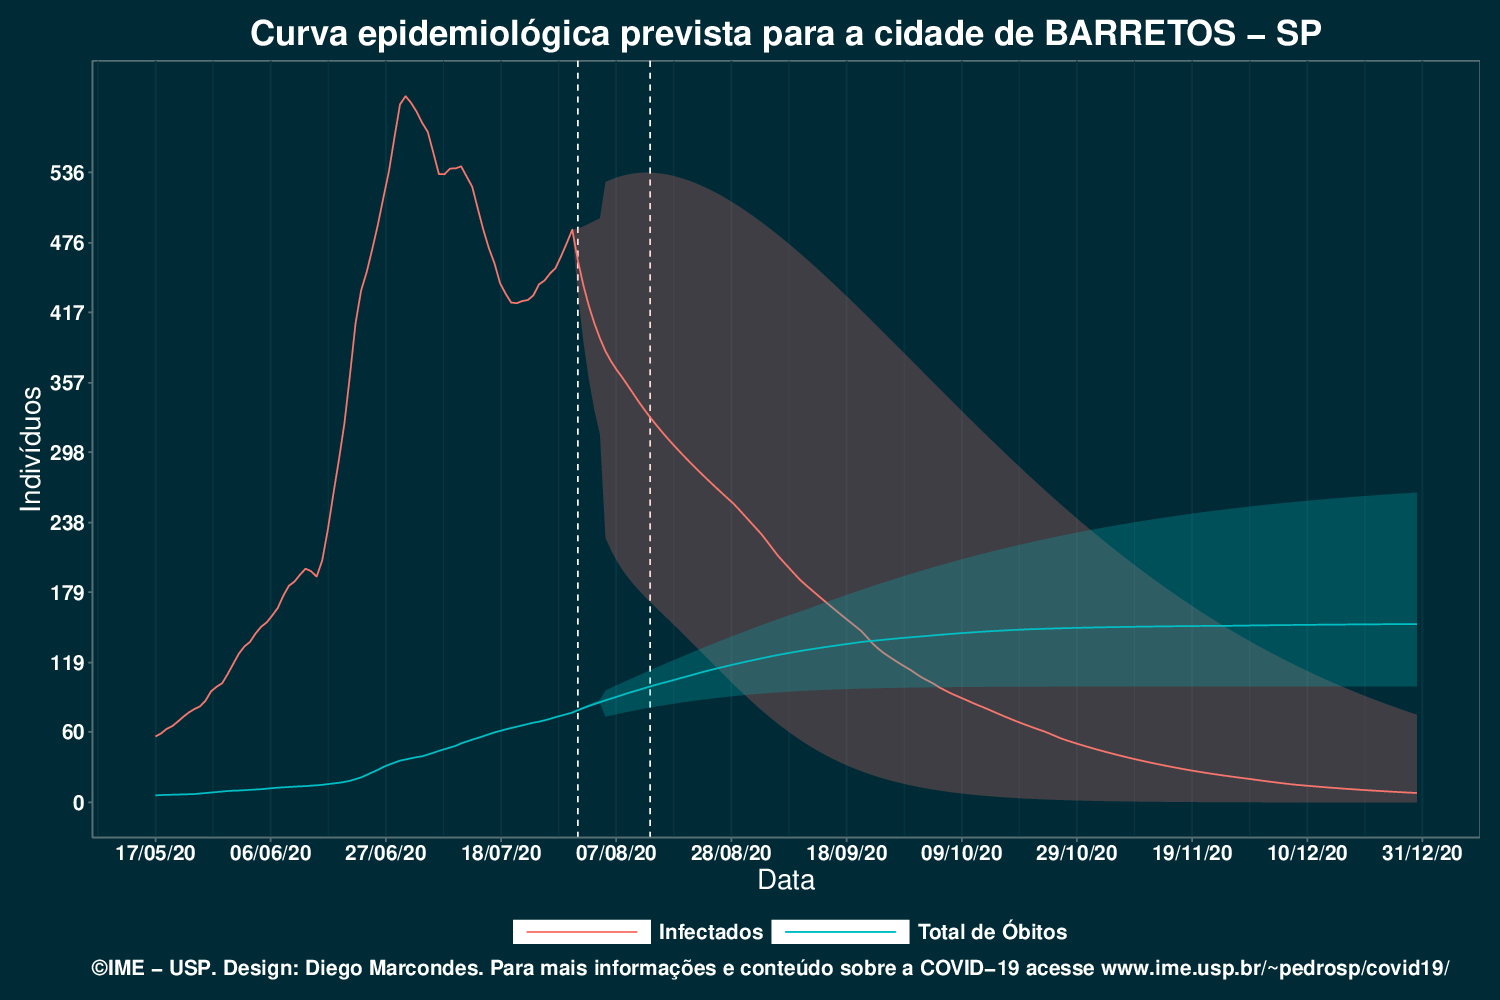 Curva epidemiológica prevista para a cidade de BARRETOS – SP
Indivíduos
536
476
417
357
298
238
179
119
60
0
17/05/20 06/06/20 27/06/20 18/07/20 07/08/20 28/08/20 18/09/20 09/10/20 29/10/20 19/11/20 10/12/20 31/12/20
Data
Infectados Total de Óbitos
©IME – USP. Design: Diego Marcondes. Para mais informações e conteúdo sobre a COVID–19 acesse www.ime.usp.br/~pedrosp/covid19/